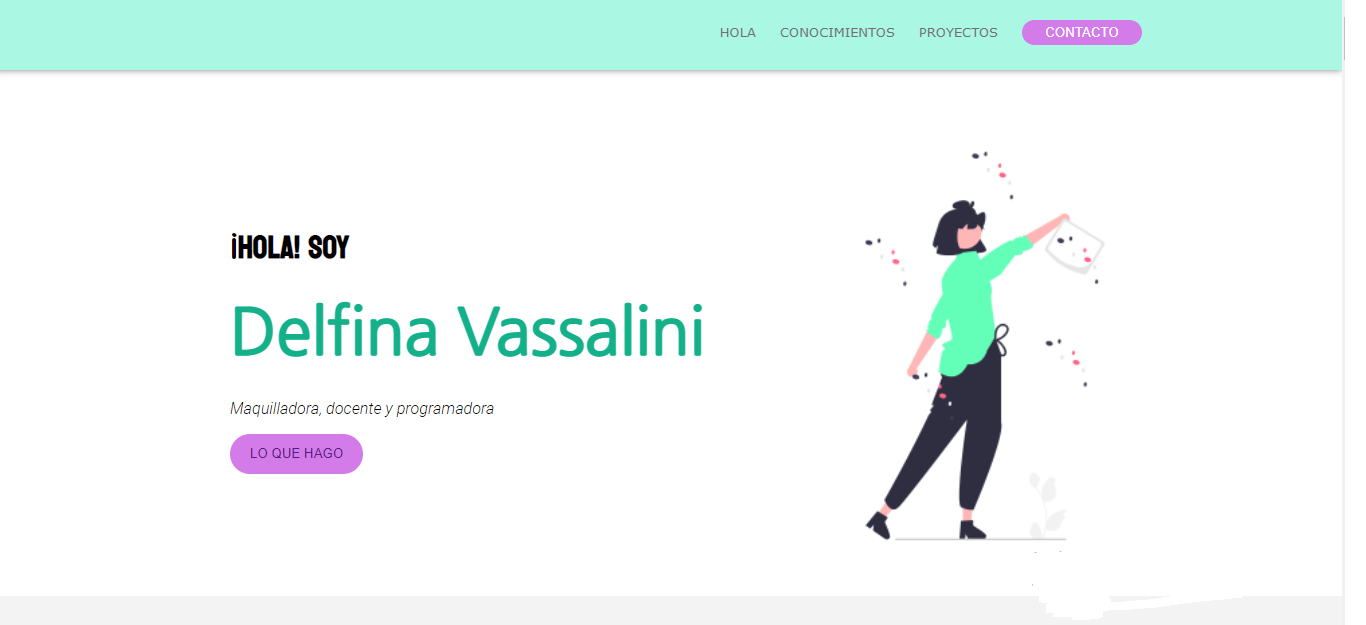 HOLA CONOCIMIENTOS PROYECTOS CONTACTO
¡HOLA! SOY
Delfina Vassalini
Maquilladora, docente y programadora
LO QUE HAGO